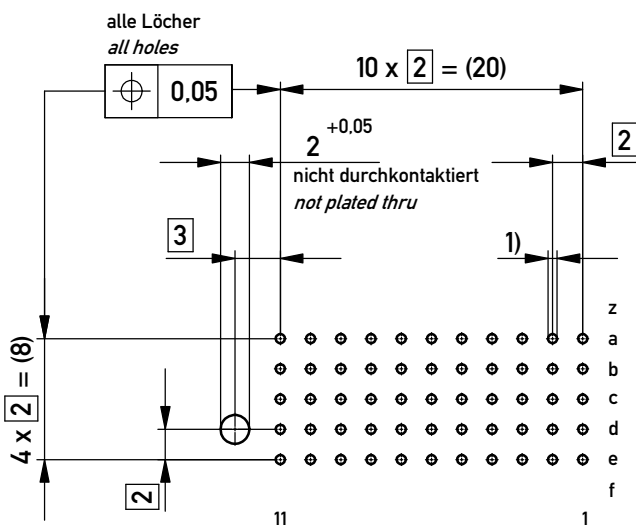 alle Löcher
all holes
0,05
10 x 2 = (20)
2 +0,05
2
nicht durchkontaktiert
not plated thru
3
1)
z
a
b
c
d
e
f
4 x 2 = (8)
2
11
1